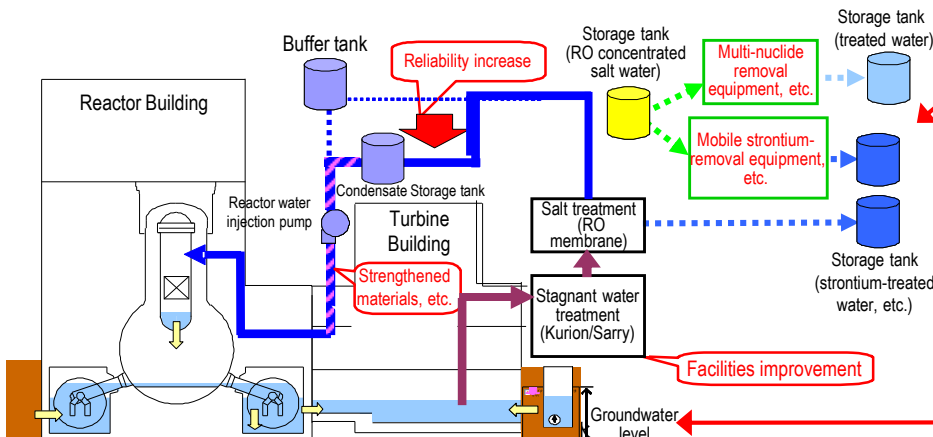 Buffer tank
Reliability increase
Storage tank
(RO concentrated
salt water)
Multi-nuclide
removal
equipment, etc.
Storage tank
(treated water)
Reactor Building
Mobile strontium-
removal equipment,
etc.
Condensate Storage tank
Reactor water
injection pump
Turbine
Building
Salt treatment
(RO
membrane)
Strengthened
materials, etc.
Stagnant water
treatment
(Kurion/Sarry)
Storage tank
(strontium-treated
water, etc.)
Facilities improvement
Groundwater
level